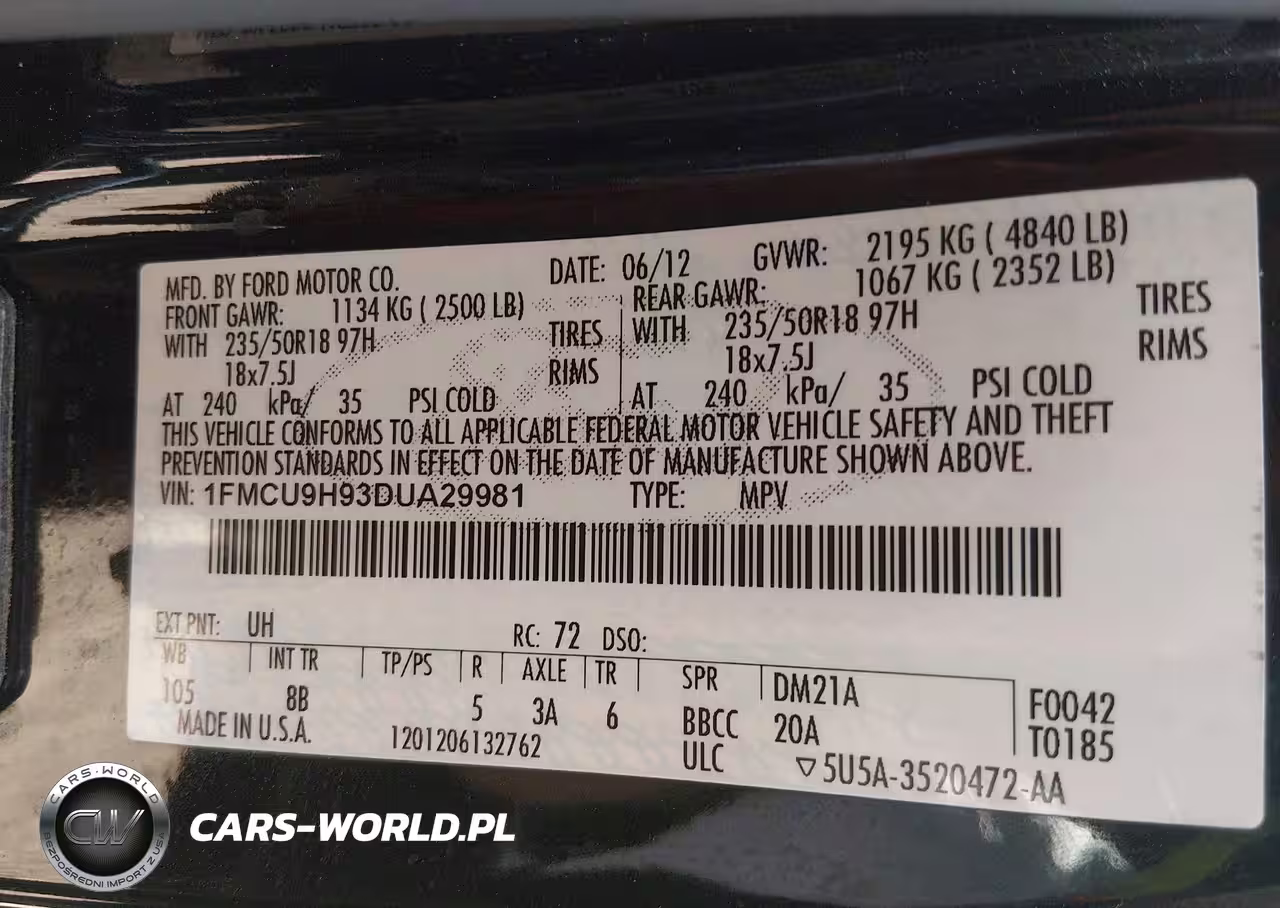 MFD. BY FORD MOTOR CO. DATE: 06/12 GVWR: 2195 KG ( 4840 LB)
FRONT GAWR: 1134 KG ( 2500 LB) REAR GAWR: 1067 KG ( 2352 LB)
WITH 235/50R18 97H TIRES WITH 235/50R18 97H TIRES
18x7.5J RIMS 18x7.5J RIMS
AT 240 kPa/ 35 PSI COLD AT 240 kPa/ 35 PSI COLD
THIS VEHICLE CONFORMS TO ALL APPLICABLE FEDERAL MOTOR VEHICLE SAFETY AND THEFT
PREVENTION STANDARDS IN EFFECT ON THE DATE OF MANUFACTURE SHOWN ABOVE.
VIN: 1FMCU9H93DUA29981 TYPE: MPV
EXT PNT: UH RC: 72 DSO:
WB INT TR TP/PS R AXLE TR SPR DM21A F0042
105 8B 5 3A 6 BBCC 20A T0185
MADE IN U.S.A. 1201206132762 ULC ▽5U5A-3520472-AA
CARS-WORLD
CW
BEZPOŚREDNI IMPORT Z USA
CARS-WORLD.PL